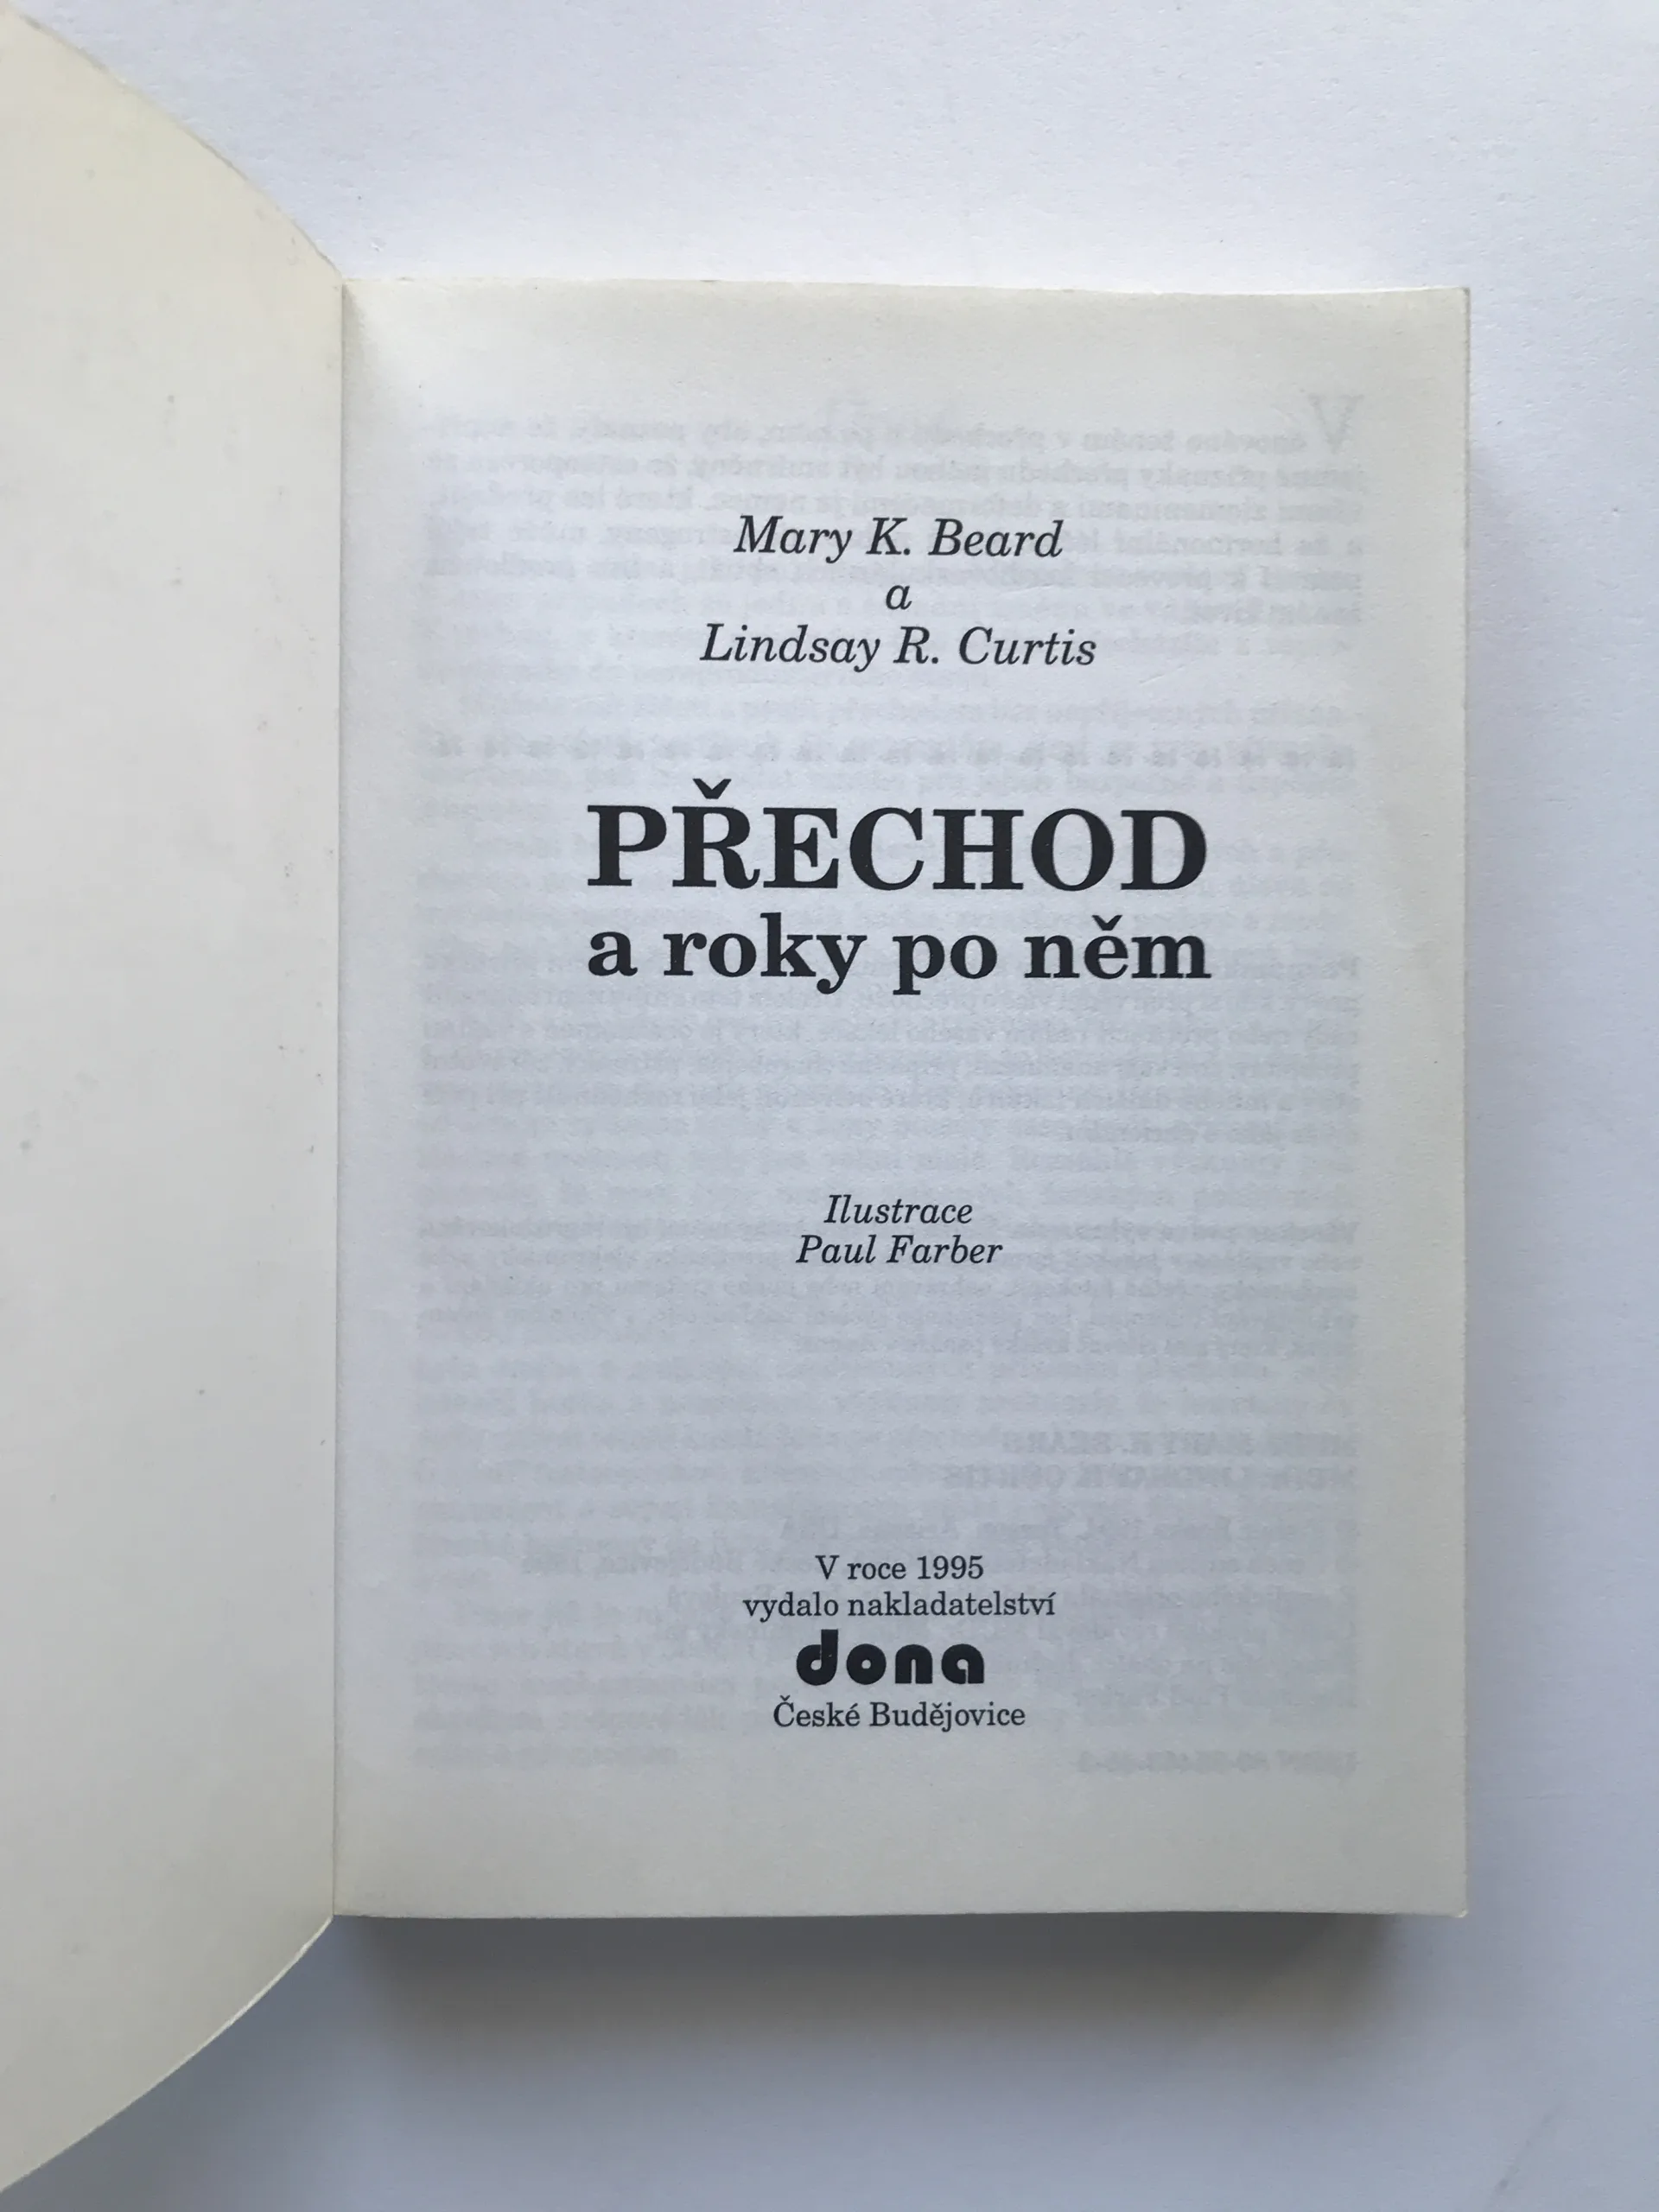 Mary K. Beard
a
Lindsay R. Curtis
PŘECHOD
a roky po něm
Ilustrace
Paul Farber
V roce 1995
vydalo nakladatelství
dona
České Budějovice